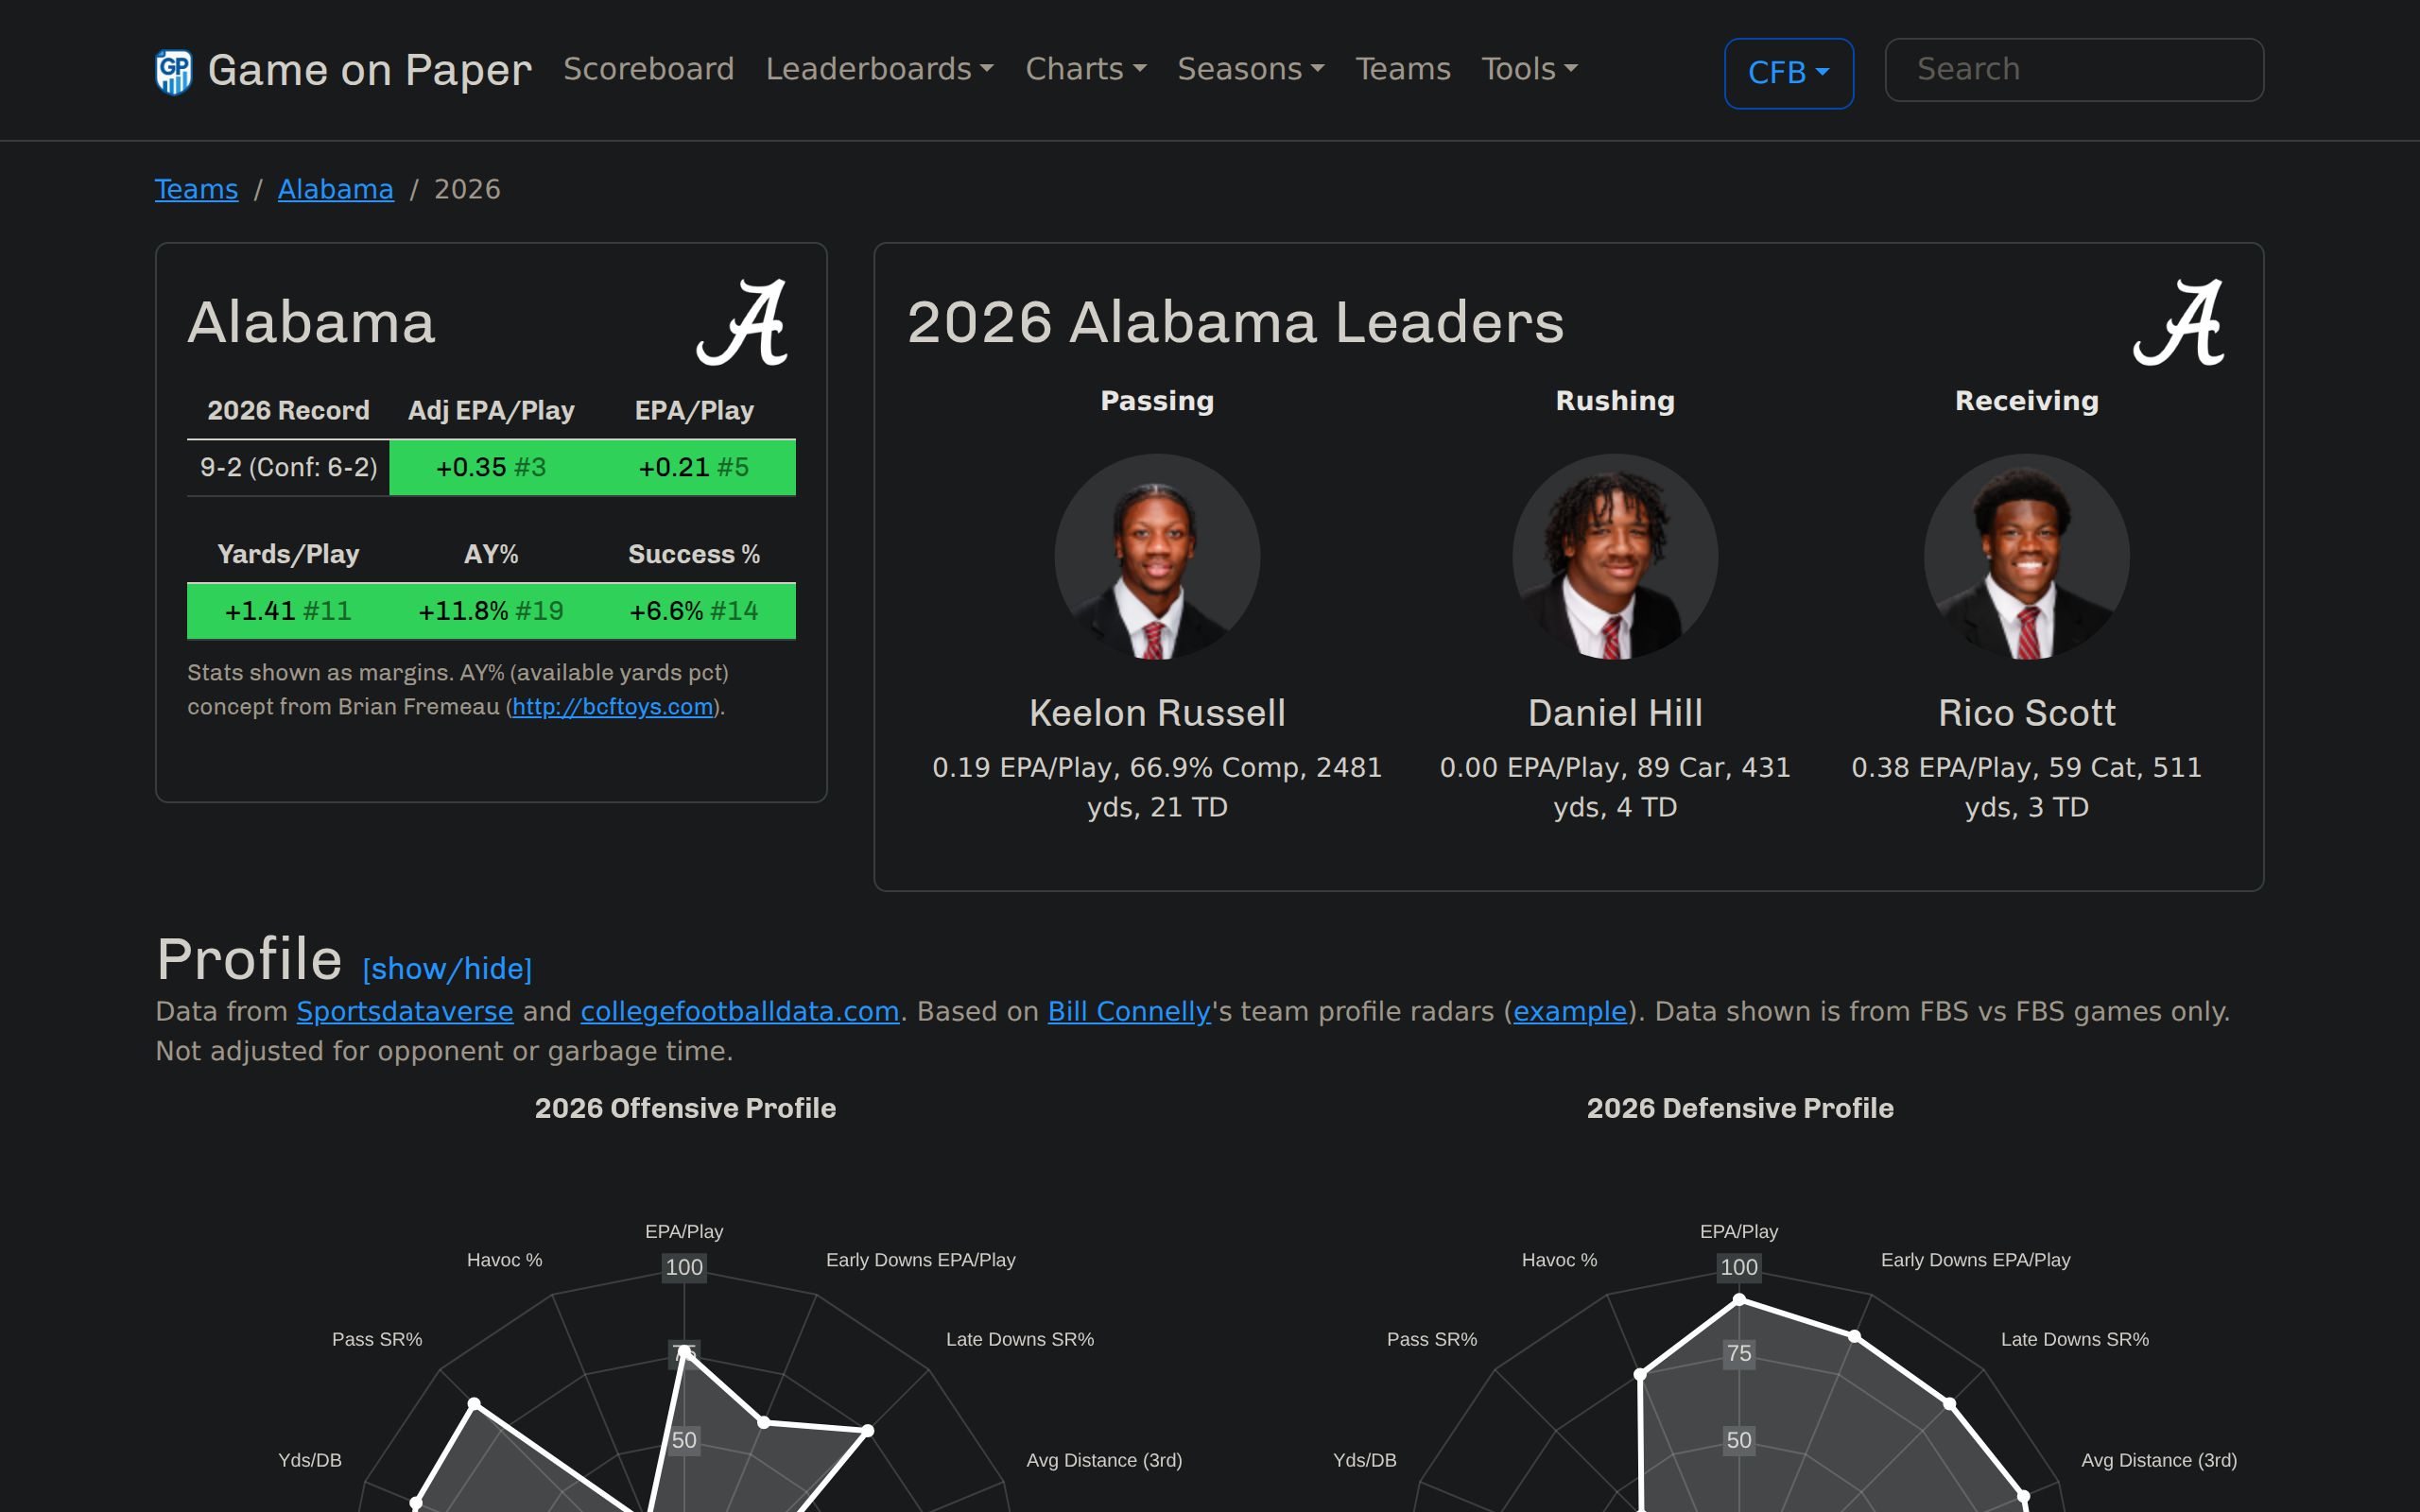 GP Game on Paper Scoreboard Leaderboards Charts Seasons Teams Tools CFB Search
Teams / Alabama / 2026
Alabama
2026 Record Adj EPA/Play EPA/Play
9-2 (Conf: 6-2) +0.35 #3 +0.21 #5
Yards/Play AY% Success %
+1.41 #11 +11.8% #19 +6.6% #14
Stats shown as margins. AY% (available yards pct)
concept from Brian Fremeau (http://bcftoys.com).
2026 Alabama Leaders
Passing Rushing Receiving
Keelon Russell Daniel Hill Rico Scott
0.19 EPA/Play, 66.9% Comp, 2481 0.00 EPA/Play, 89 Car, 431 0.38 EPA/Play, 59 Cat, 511
yds, 21 TD yds, 4 TD yds, 3 TD
Profile [show/hide]
Data from Sportsdataverse and collegefootballdata.com. Based on Bill Connelly's team profile radars (example). Data shown is from FBS vs FBS games only.
Not adjusted for opponent or garbage time.
2026 Offensive Profile
EPA/Play
Havoc % Early Downs EPA/Play
100
Pass SR% Late Downs SR%
75
50
Yds/DB Avg Distance (3rd)
2026 Defensive Profile
EPA/Play
Havoc % Early Downs EPA/Play
100
Pass SR% Late Downs SR%
75
50
Yds/DB Avg Distance (3rd)